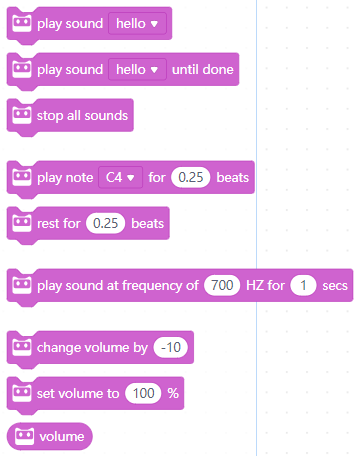 play sound hello
play sound hello until done
stop all sounds
play note C4 for 0.25 beats
rest for 0.25 beats
play sound at frequency of 700 HZ for 1 secs
change volume by -10
set volume to 100 %
volume